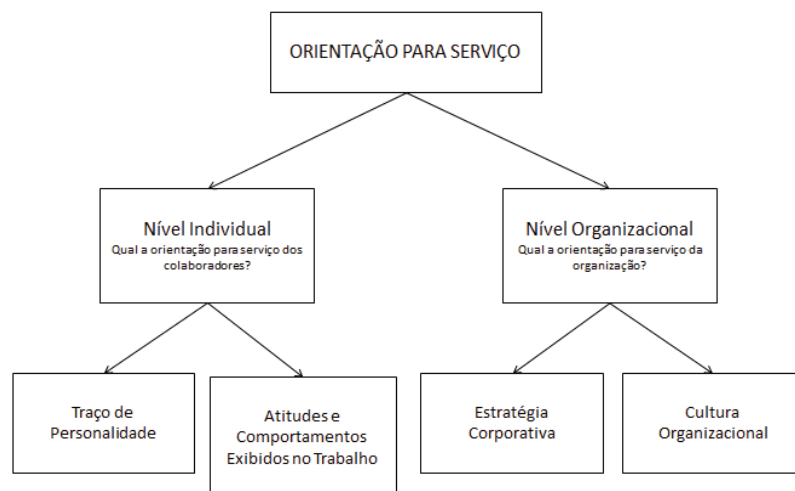 ORIENTAÇÃO PARA SERVIÇO
Nível Individual
Qual a orientação para serviço dos
colaboradores?
Nível Organizacional
Qual a orientação para serviço da
organização?
Traço de
Personalidade
Atitudes e
Comportamentos
Exibidos no Trabalho
Estratégia
Corporativa
Cultura
Organizacional